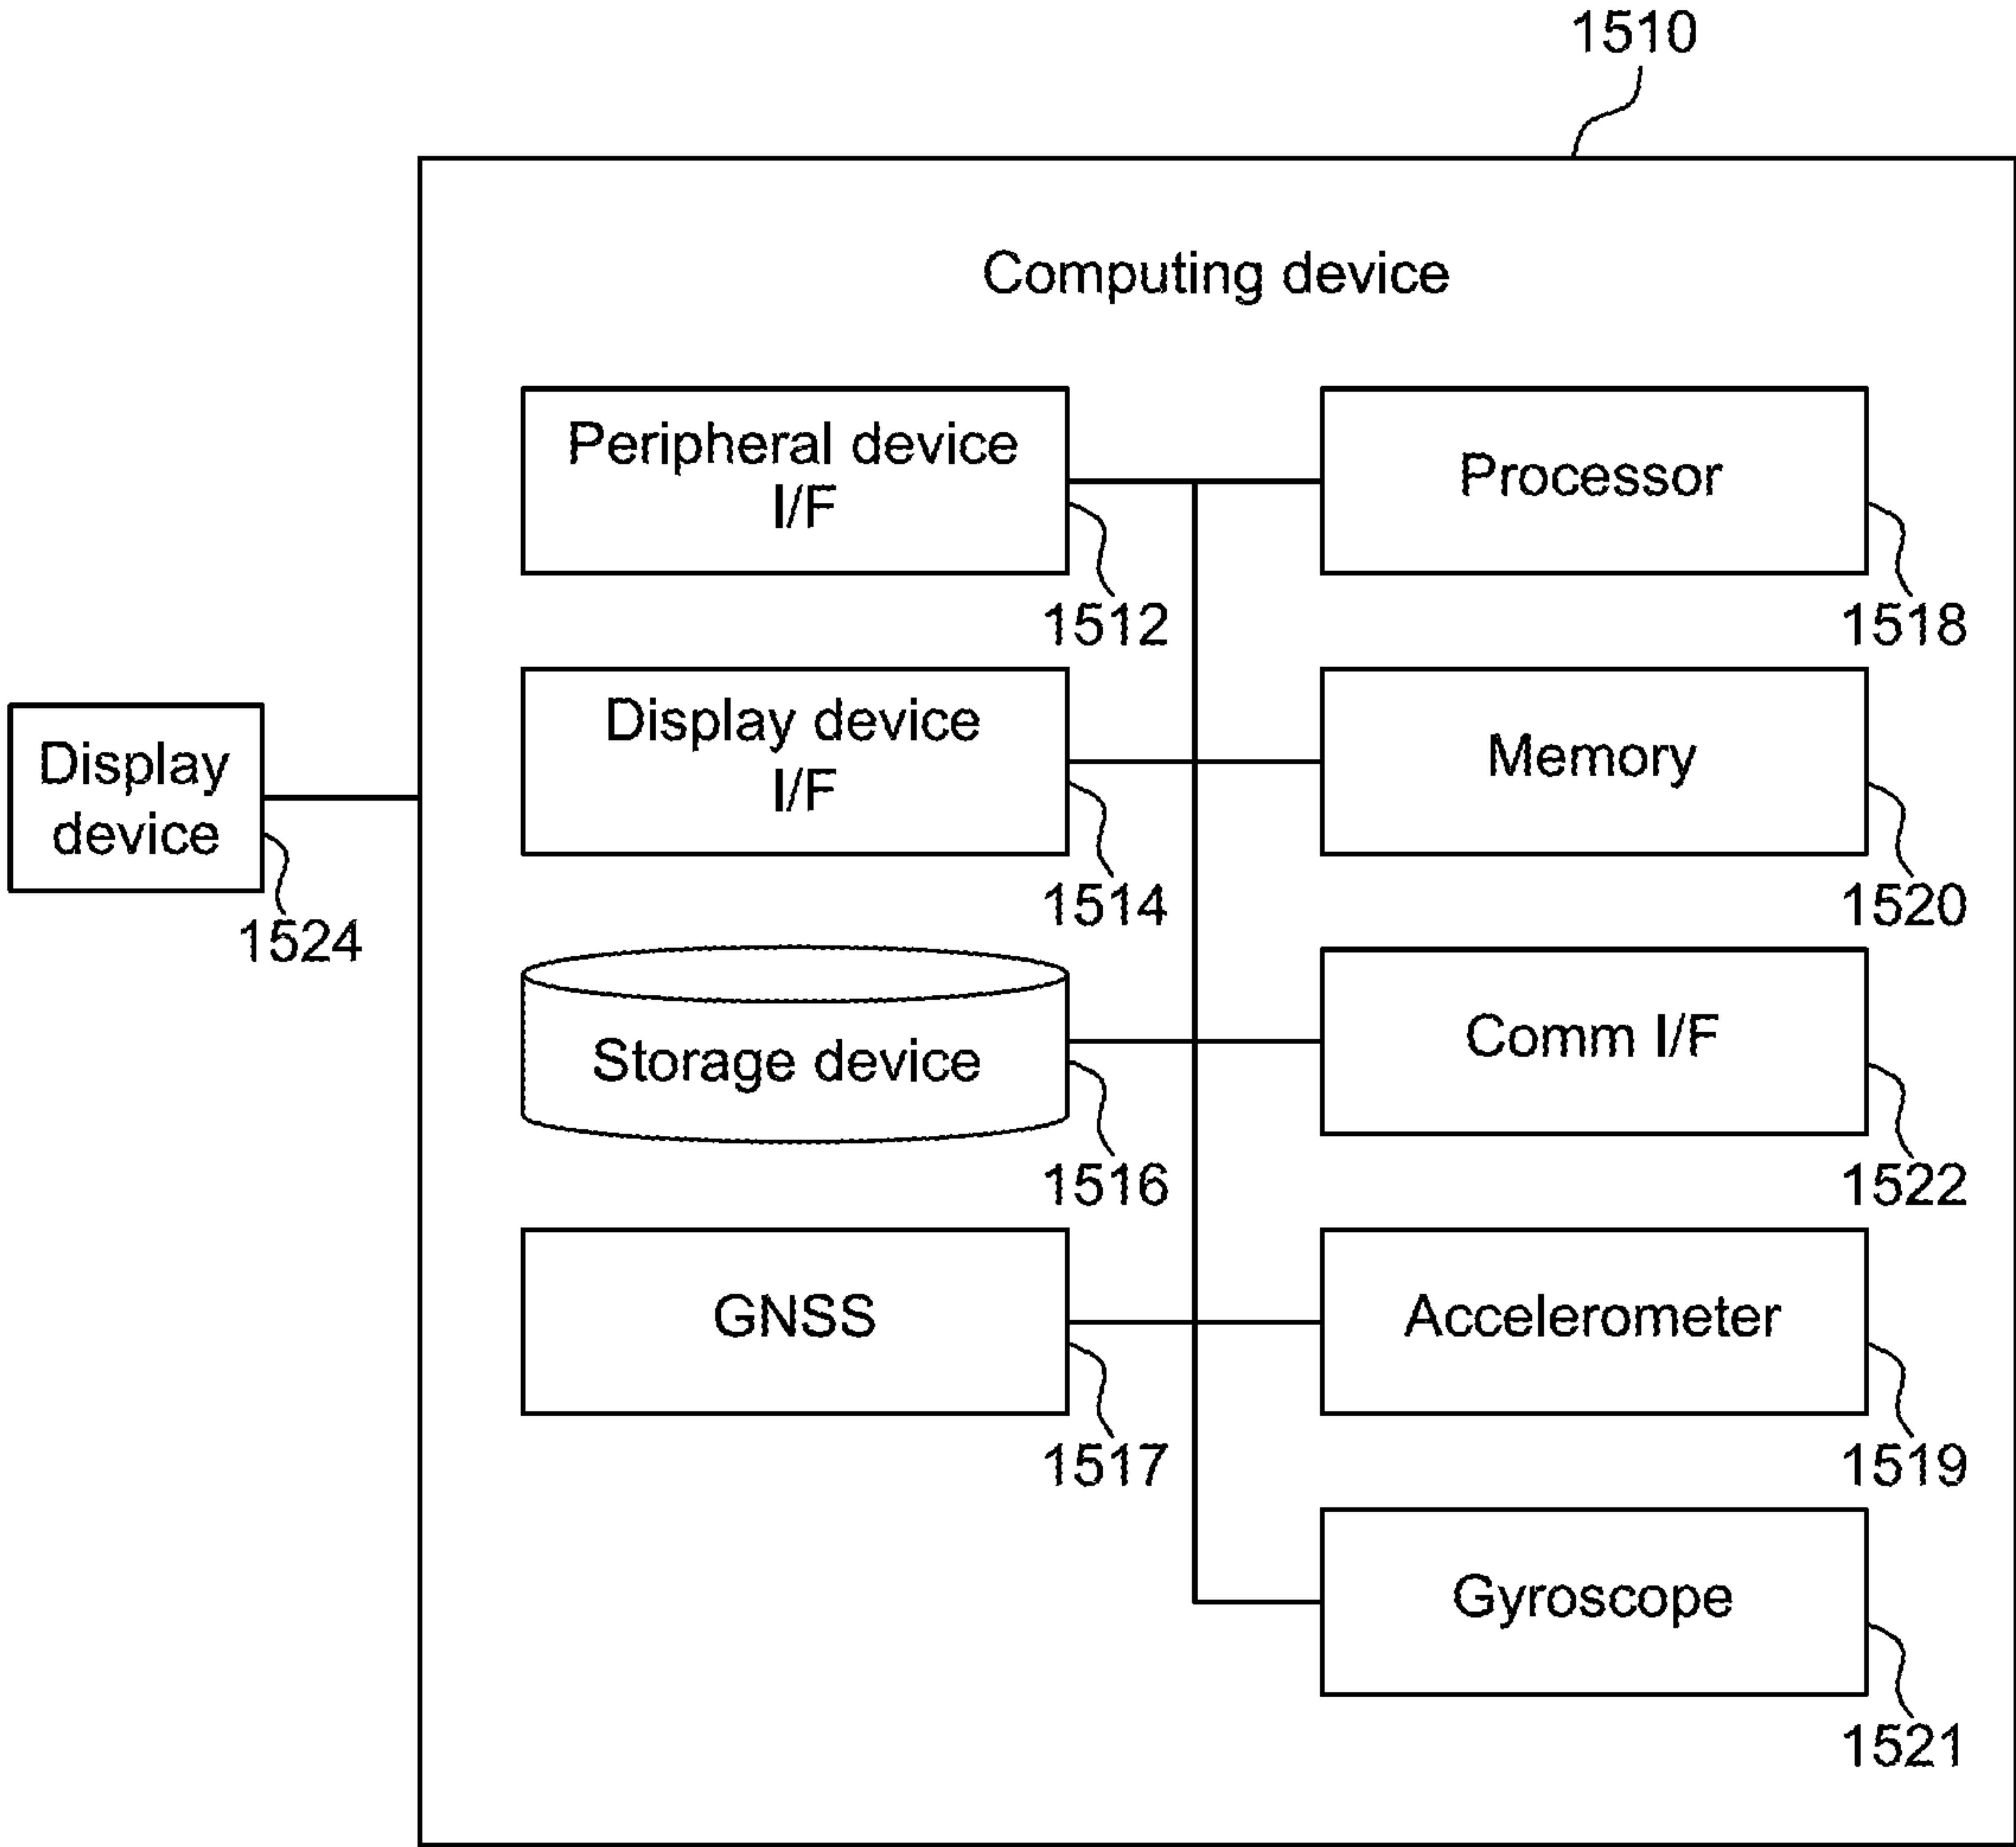 1510
Computing device
Peripheral device
I/F
1512
Processor
1518
Display
device
1524
Display device
I/F
1514
Memory
1520
Storage device
1516
Comm I/F
1522
GNSS
1517
Accelerometer
1519
Gyroscope
1521